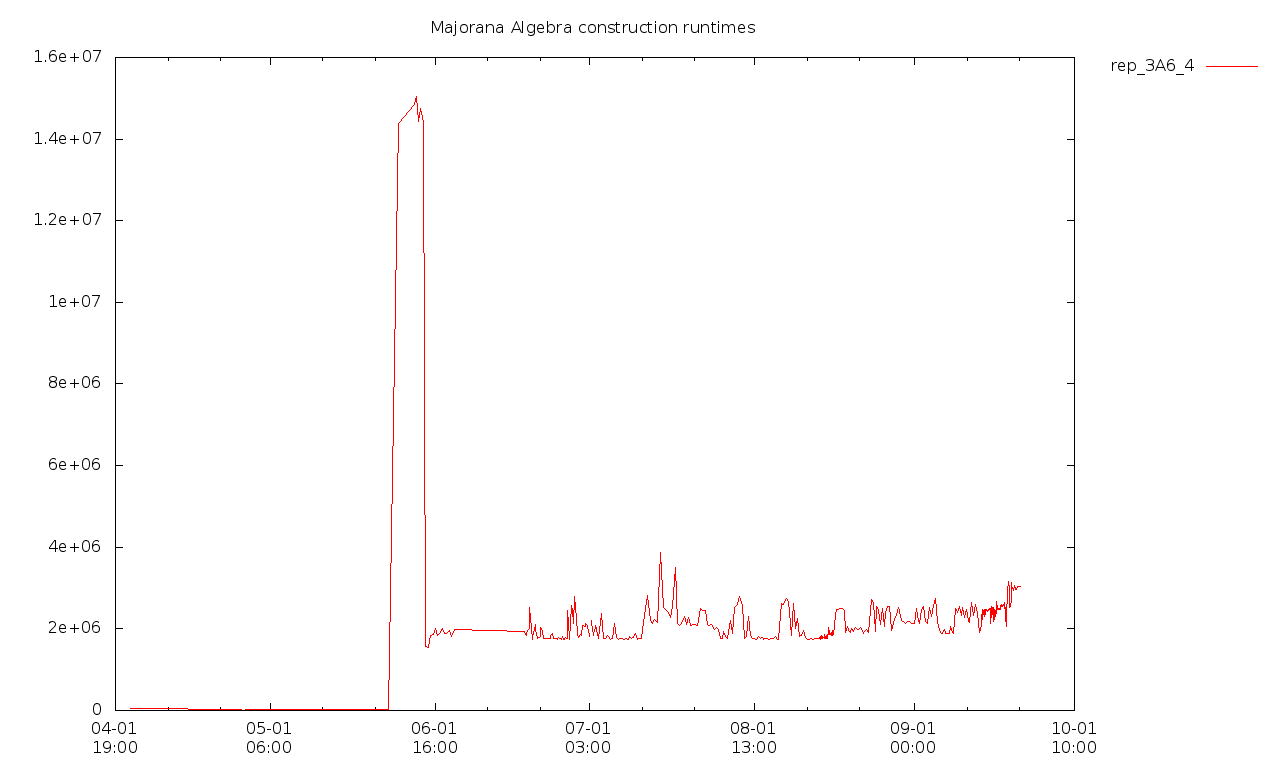 Majorana Algebra construction runtimes
rep_3A6_4
1.6e+07
1.4e+07
1.2e+07
1e+07
8e+06
6e+06
4e+06
2e+06
0
04-01 05-01 06-01 07-01 08-01 09-01 10-01
19:00 06:00 16:00 03:00 13:00 00:00 10:00